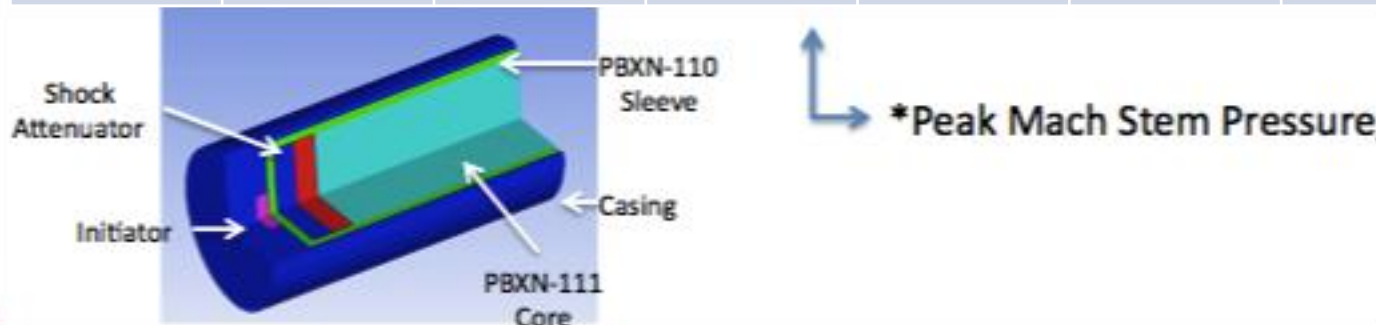 Shock
Attenuator
Initiator
PBXN-110
Sleeve
Casing
PBXN-111
Core
*Peak Mach Stem Pressure